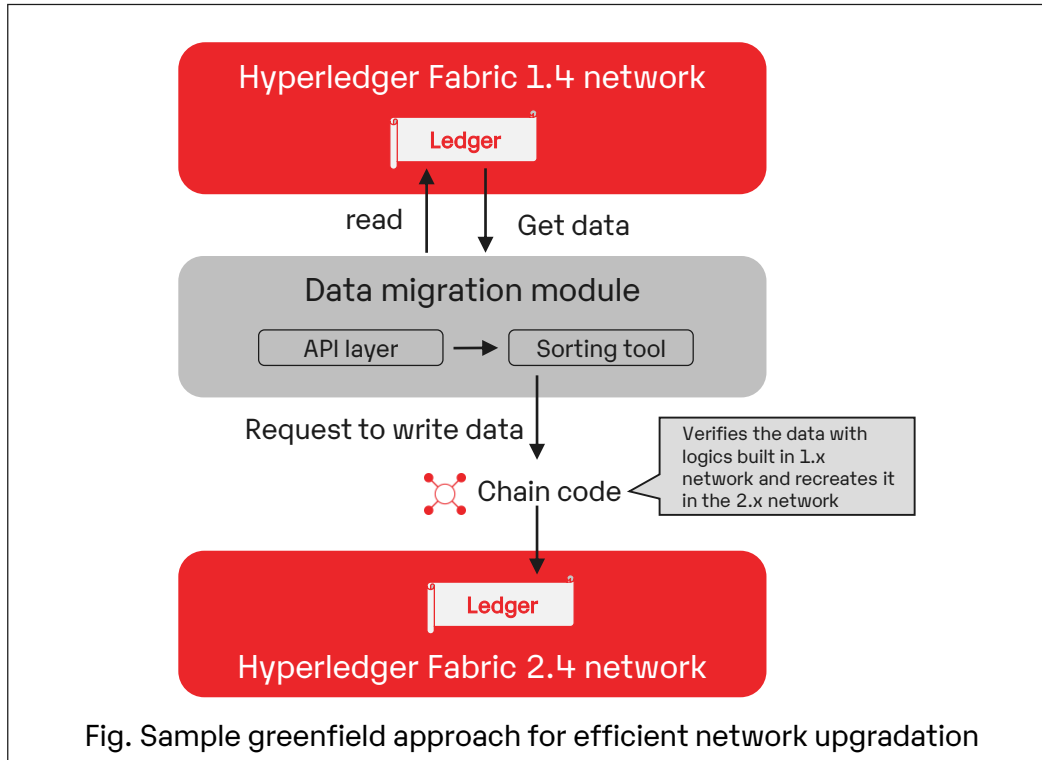 Hyperledger Fabric 1.4 network
Ledger
read
Get data
Data migration module
API layer
Sorting tool
Request to write data
Chain code
Verifies the data with
logics built in 1.x
network and recreates it
in the 2.x network
Ledger
Hyperledger Fabric 2.4 network
Fig. Sample greenfield approach for efficient network upgradation